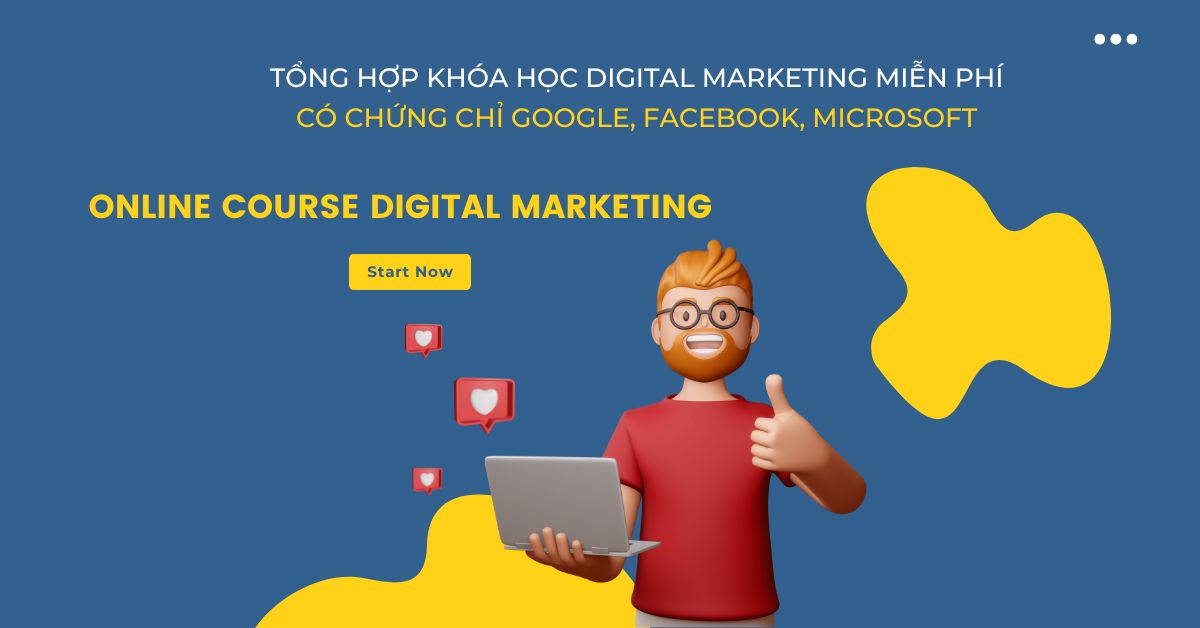 TỔNG HỢP KHÓA HỌC DIGITAL MARKETING MIỄN PHÍ
CÓ CHỨNG CHỈ GOOGLE, FACEBOOK, MICROSOFT
ONLINE COURSE DIGITAL MARKETING
Start Now